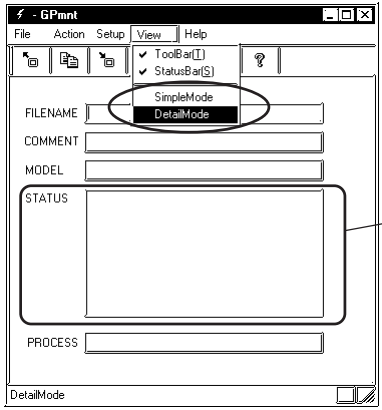 - GPmnt
File Action Setup View Help
ToolBar(T)
StatusBar(S)
SimpleMode
DetailMode
FILENAME
COMMENT
MODEL
STATUS
PROCESS
DetailMode